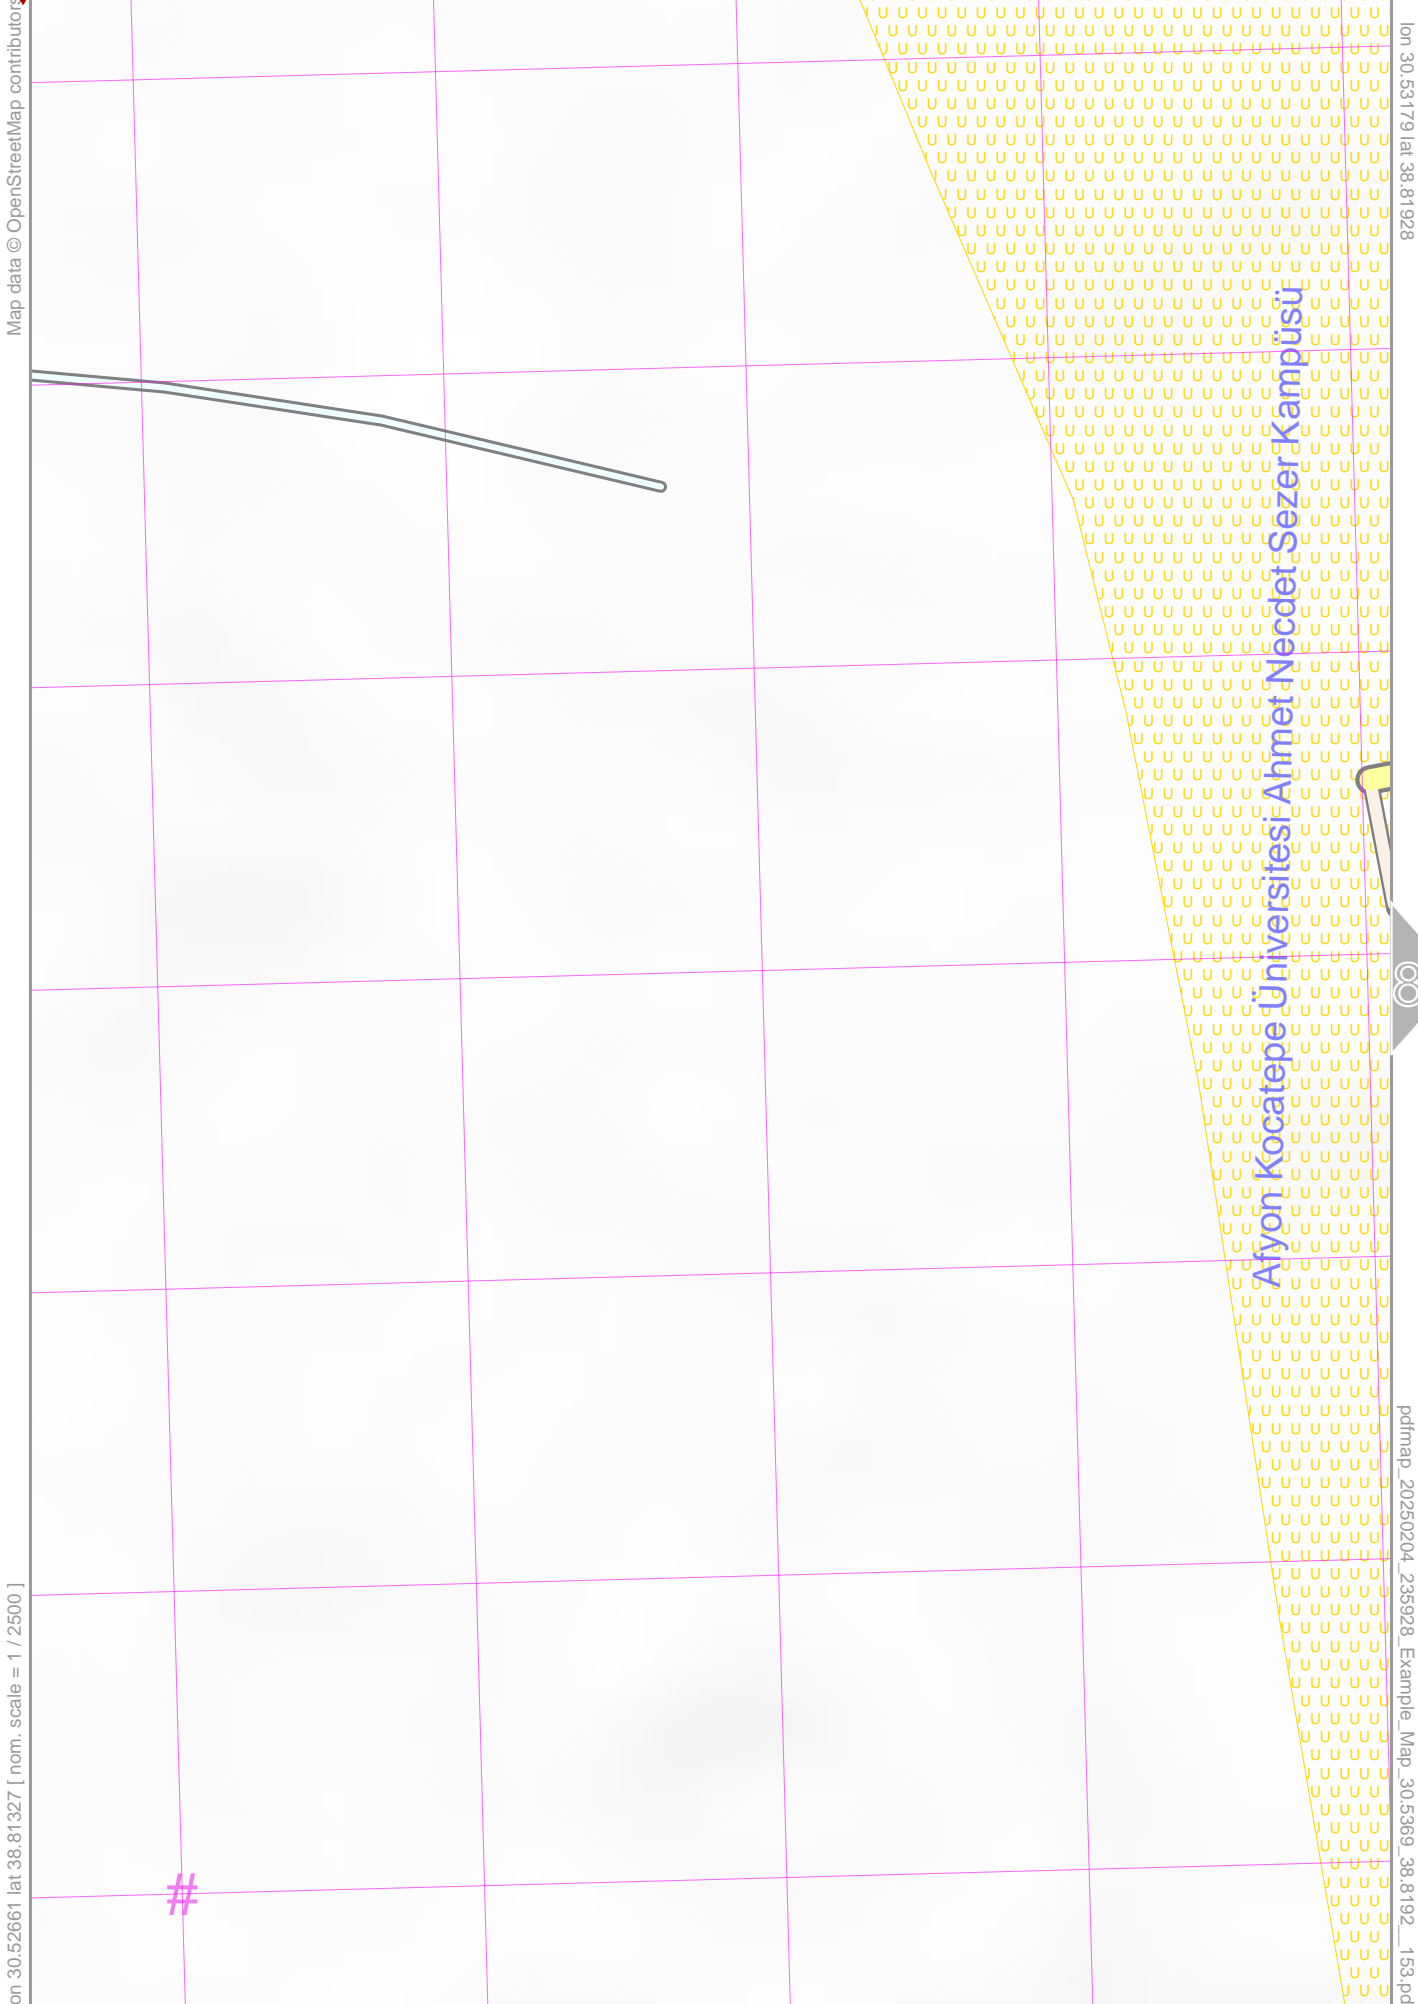 Map data © OpenStreetMap contributors
on 30.52661 lat 38.81327 [ nom. scale = 1 / 2500 ]
lon 30.53179 lat 38.81928
Afyon Kocatepe Üniversitesi Ahmet Necdet Sezer Kampüsü
8
pdfmap_20250204_235928_Example_Map_30.5369_38.8192__153.pd
#